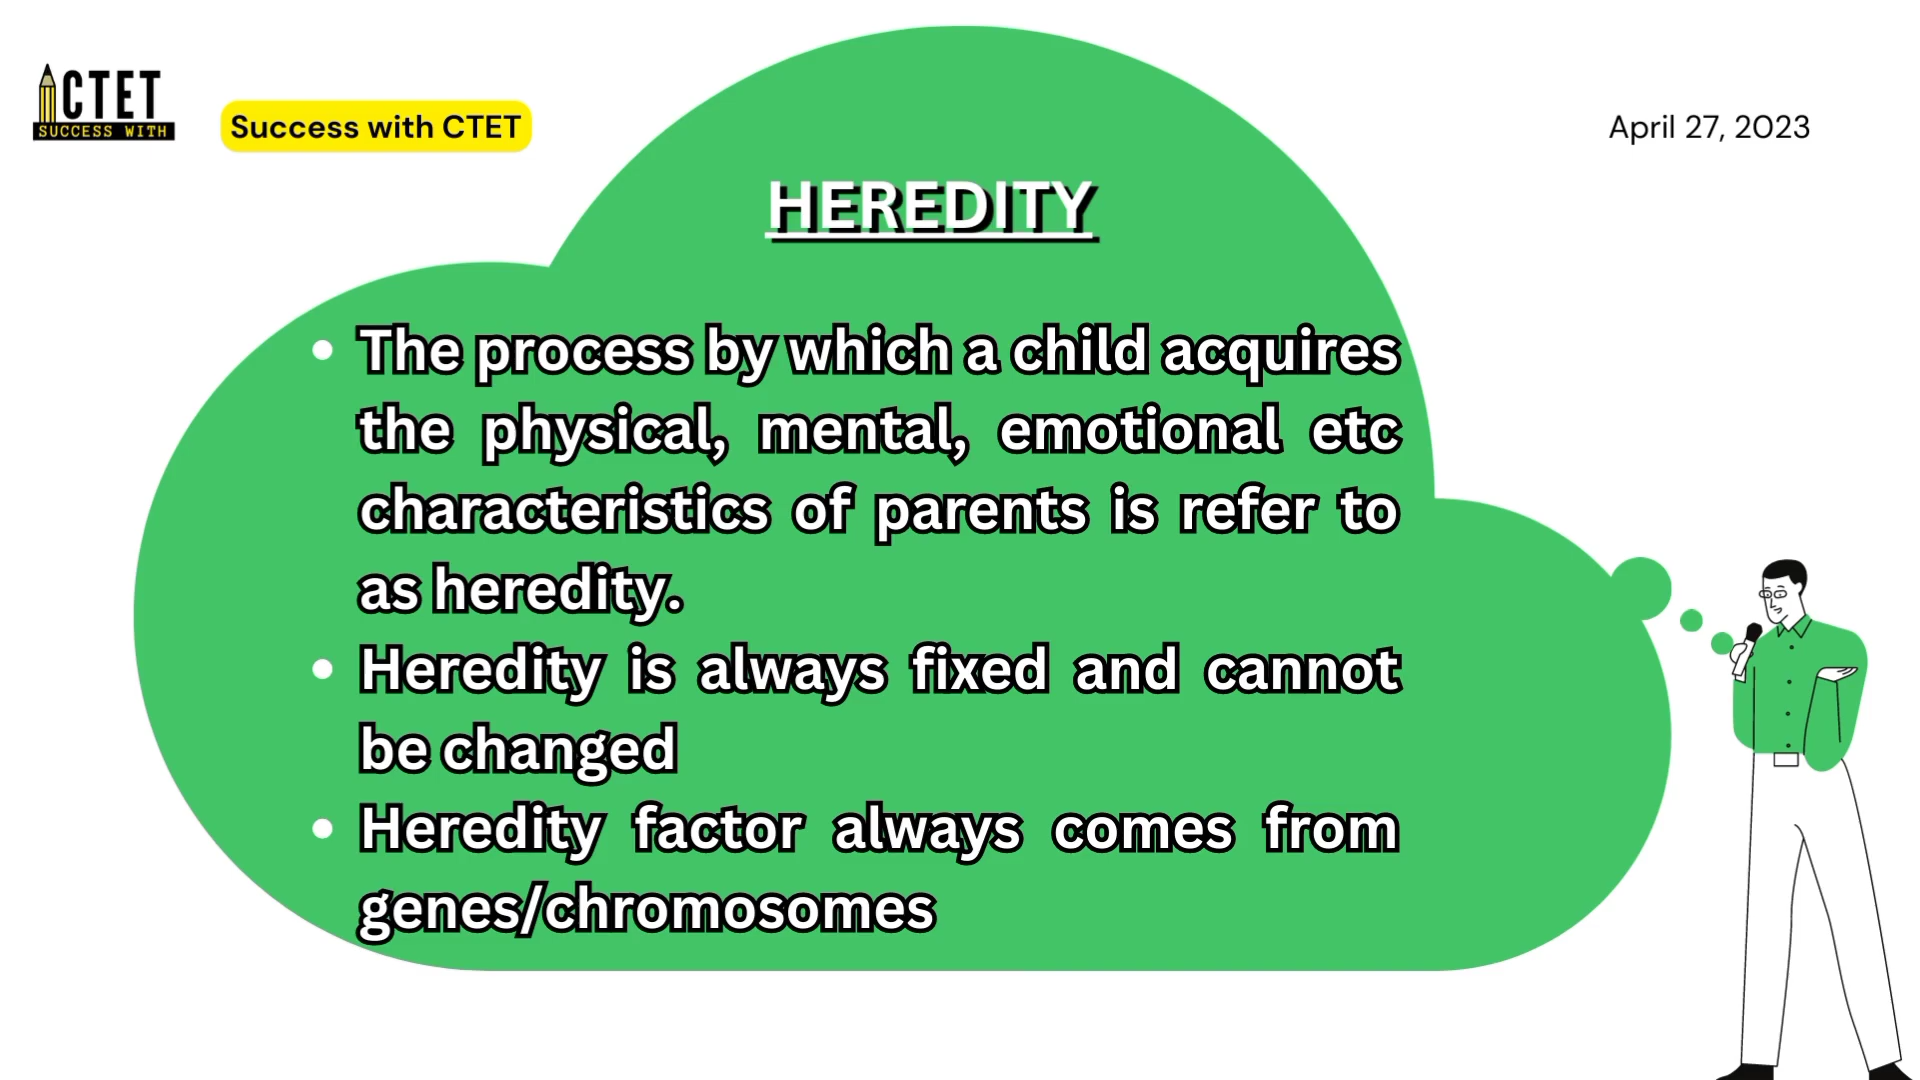 CTET
SUCCESS WITH
Success with CTET
April 27, 2023
HEREDITY
• The process by which a child acquires
the physical, mental, emotional etc
characteristics of parents is refer to
as heredity.
• Heredity is always fixed and cannot
be changed
• Heredity factor always comes from
genes/chromosomes